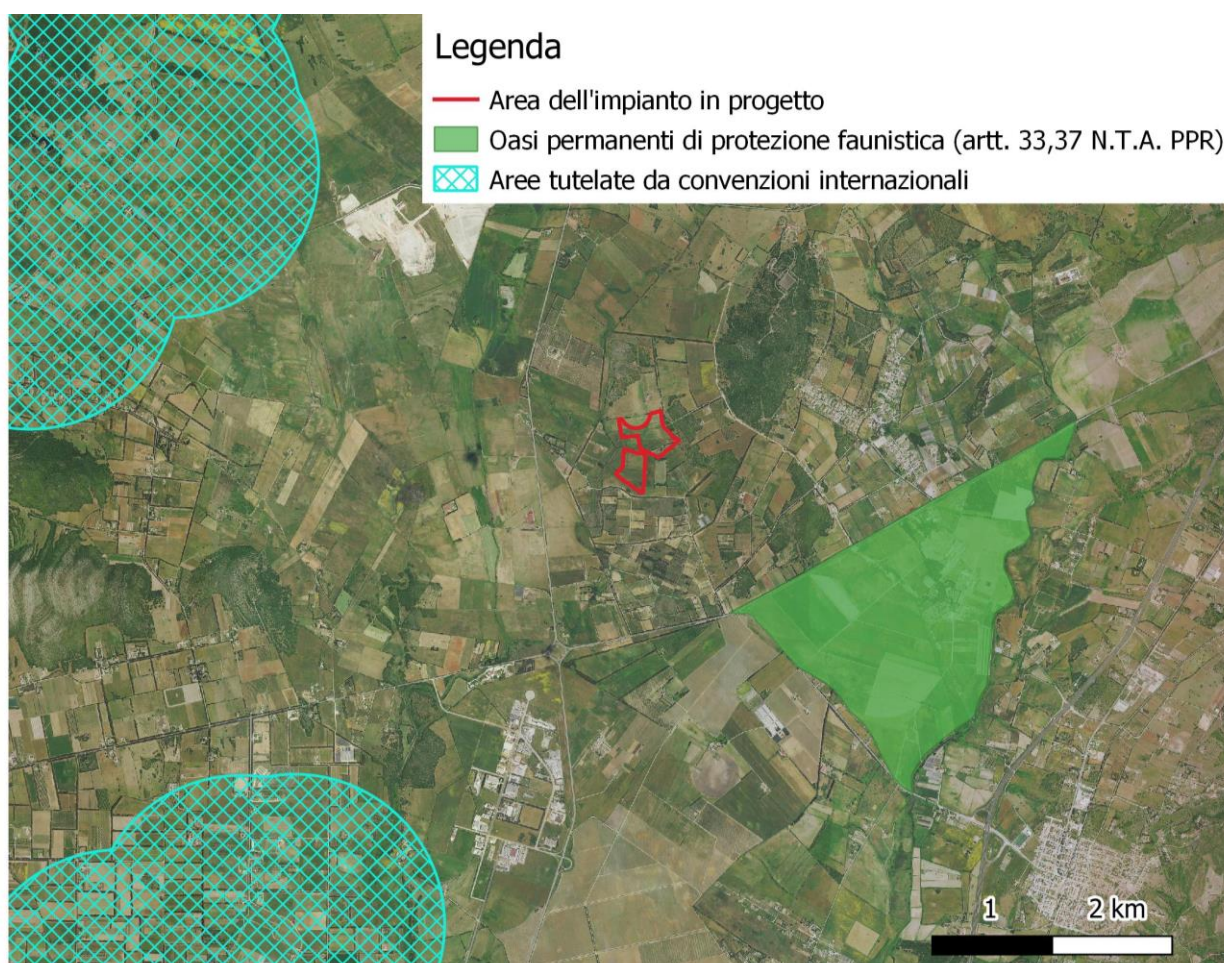 Legenda
Area dell'impianto in progetto
Oasi permanenti di protezione faunistica (artt. 33,37 N.T.A. PPR)
Aree tutelate da convenzioni internazionali
1 2 km